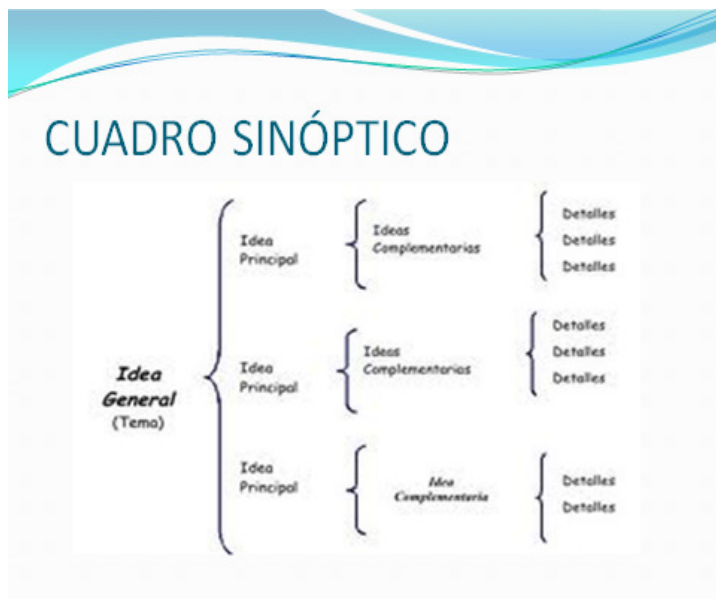 CUADRO SINÓPTICO
Idea
General
(Tema)
Idea
Principal
Ideas
Complementarias
Detalles
Detalles
Detalles
Idea
Principal
Ideas
Complementarias
Detalles
Detalles
Detalles
Idea
Principal
Idea
Complementaria
Detalles
Detalles